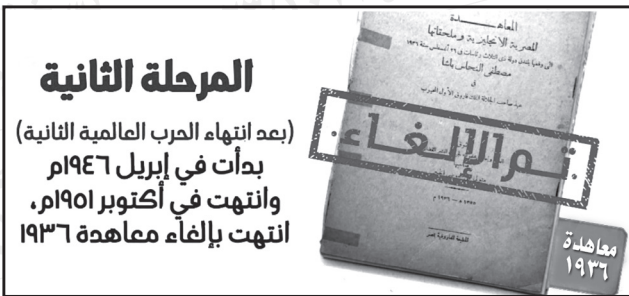 المرحلة الثانية
(بعد انتهاء الحرب العالمية الثانية)
بدأت في إبريل ١٩٤٦م
وانتهت في أكتوبر ١٩٥١م،
انتهت بإلغاء معاهدة ١٩٣٦
المعاهدة
المصرية الانجليزية وملحقاتها
مصطفى النحاس باشا
تم الإلغاء
معاهدة
١٩٣٦